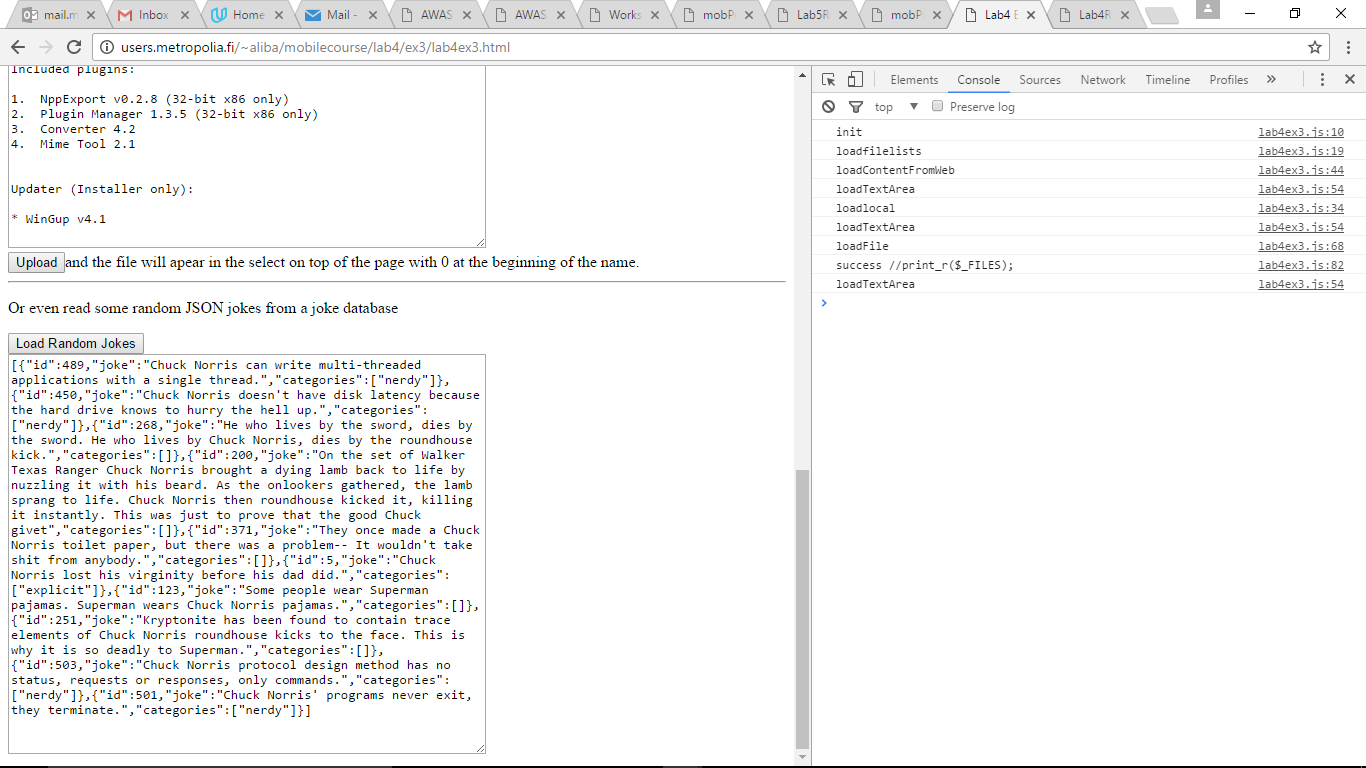 mail.m
Inbox
Home
Mail -
AWAS
AWAS
Works
mobP
Lab5R
mobP
Lab4 E
Lab4R
users.metropolia.fi/~aliba/mobilecourse/lab4/ex3/lab4ex3.html
Included plugins:
1.  NppExport v0.2.8 (32-bit x86 only)
2.  Plugin Manager 1.3.5 (32-bit x86 only)
3.  Converter 4.2
4.  Mime Tool 2.1
Updater (Installer only):
* WinGup v4.1
Upload and the file will apear in the select on top of the page with 0 at the beginning of the name.
Or even read some random JSON jokes from a joke database
Load Random Jokes
[{"id":489,"joke":"Chuck Norris can write multi-threaded
applications with a single thread.","categories":["nerdy"]},
{"id":450,"joke":"Chuck Norris doesn't have disk latency because
the hard drive knows to hurry the hell up.","categories":
["nerdy"]},{"id":268,"joke":"He who lives by the sword, dies by
the sword. He who lives by Chuck Norris, dies by the roundhouse
kick.","categories":[]},{"id":200,"joke":"On the set of Walker
Texas Ranger Chuck Norris brought a dying lamb back to life by
nuzzling it with his beard. As the onlookers gathered, the lamb
sprang to life. Chuck Norris then roundhouse kicked it, killing
it instantly. This was just to prove that the good Chuck
givet","categories":[]},{"id":371,"joke":"They once made a Chuck
Norris toilet paper, but there was a problem-- It wouldn't take
shit from anybody.","categories":[]},{"id":5,"joke":"Chuck
Norris lost his virginity before his dad did.","categories":
["explicit"]},{"id":123,"joke":"Some people wear Superman
pajamas. Superman wears Chuck Norris pajamas.","categories":[]},
{"id":251,"joke":"Kryptonite has been found to contain trace
elements of Chuck Norris roundhouse kicks to the face. This is
why it is so deadly to Superman.","categories":[]},
{"id":503,"joke":"Chuck Norris protocol design method has no
status, requests or responses, only commands.","categories":
["nerdy"]},{"id":501,"joke":"Chuck Norris' programs never exit,
they terminate.","categories":["nerdy"]}]
Elements Console Sources Network Timeline Profiles »
top Preserve log
init lab4ex3.js:10
loadfilelists lab4ex3.js:19
loadContentFromWeb lab4ex3.js:44
loadTextArea lab4ex3.js:54
loadlocal lab4ex3.js:34
loadTextArea lab4ex3.js:54
loadFile lab4ex3.js:68
success //print_r($_FILES); lab4ex3.js:82
loadTextArea lab4ex3.js:54